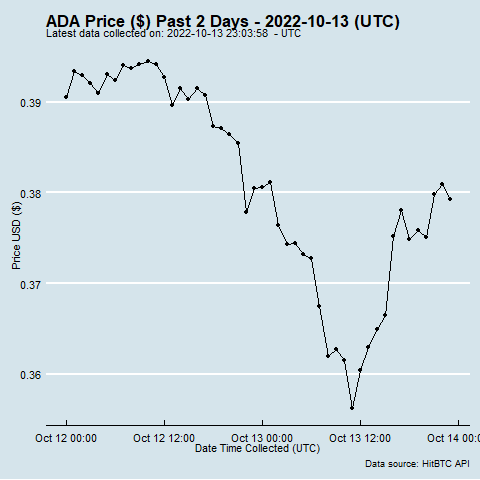 ADA Price ($) Past 2 Days - 2022-10-13 (UTC)
Latest data collected on: 2022-10-13 23:03:58 - UTC
0.39
0.38
0.37
0.36
Price USD ($)
Oct 12 00:00 Oct 12 12:00 Oct 13 00:00 Oct 13 12:00 Oct 14 00:0
Date Time Collected (UTC)
Data source: HitBTC API